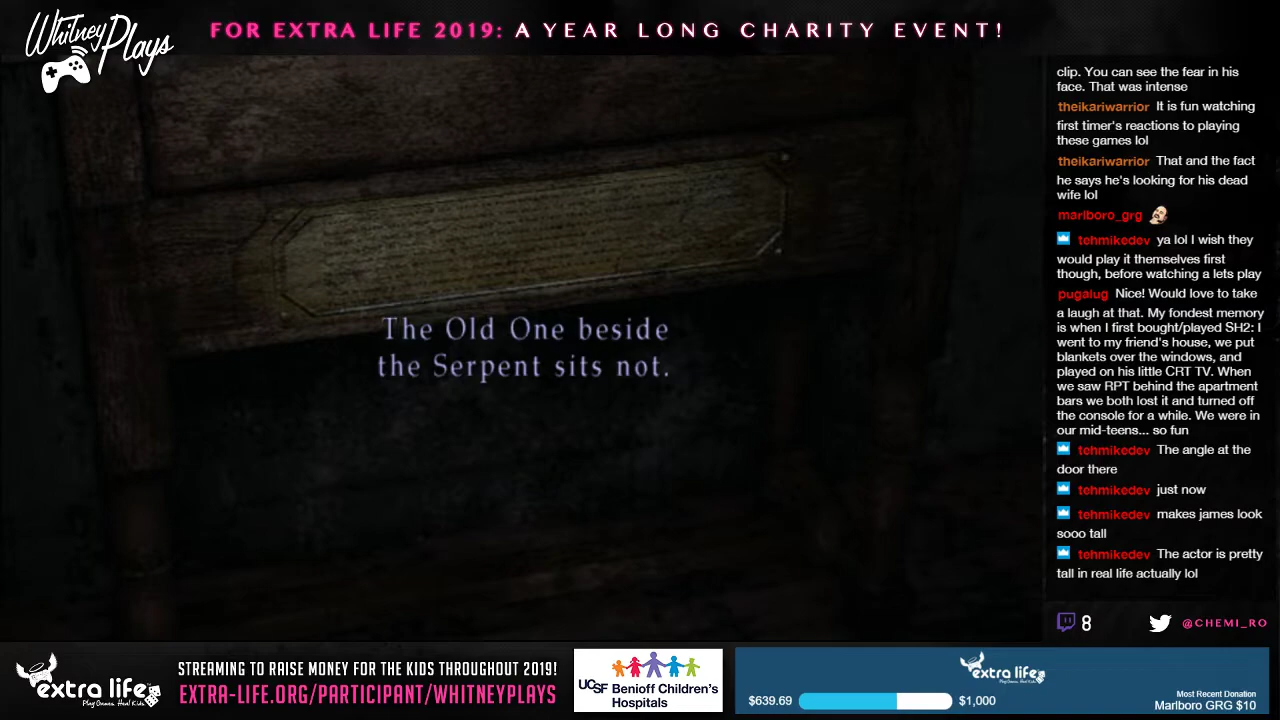 Whitney Plays
FOR EXTRA LIFE 2019: A YEAR LONG CHARITY EVENT!
The Old One beside
the Serpent sits not.
clip. You can see the fear in his
face. That was intense
theikariwarrior It is fun watching
first timer's reactions to playing
these games lol
theikariwarrior That and the fact
he says he's looking for his dead
wife lol
marlboro_grg
tehmikedev ya lol I wish they
would play it themselves first
though, before watching a lets play
pugalug Nice! Would love to take
a laugh at that. My fondest memory
is when I first bought/played SH2: I
went to my friend's house, we put
blankets over the windows, and
played on his little CRT TV. When
we saw RPT behind the apartment
bars we both lost it and turned off
the console for a while. We were in
our mid-teens... so fun
tehmikedev The angle at the
door there
tehmikedev just now
tehmikedev makes james look
sooo tall
tehmikedev The actor is pretty
tall in real life actually lol
8
@CHEMI_RO
extra life
Play Games. Heal Kids.
STREAMING TO RAISE MONEY FOR THE KIDS THROUGHOUT 2019!
EXTRA-LIFE.ORG/PARTICIPANT/WHITNEYPLAYS
UCSF Benioff Children's
Hospitals
extra life
Play Games. Heal Kids.
$639.69
$1,000
Most Recent Donation
Marlboro GRG $10